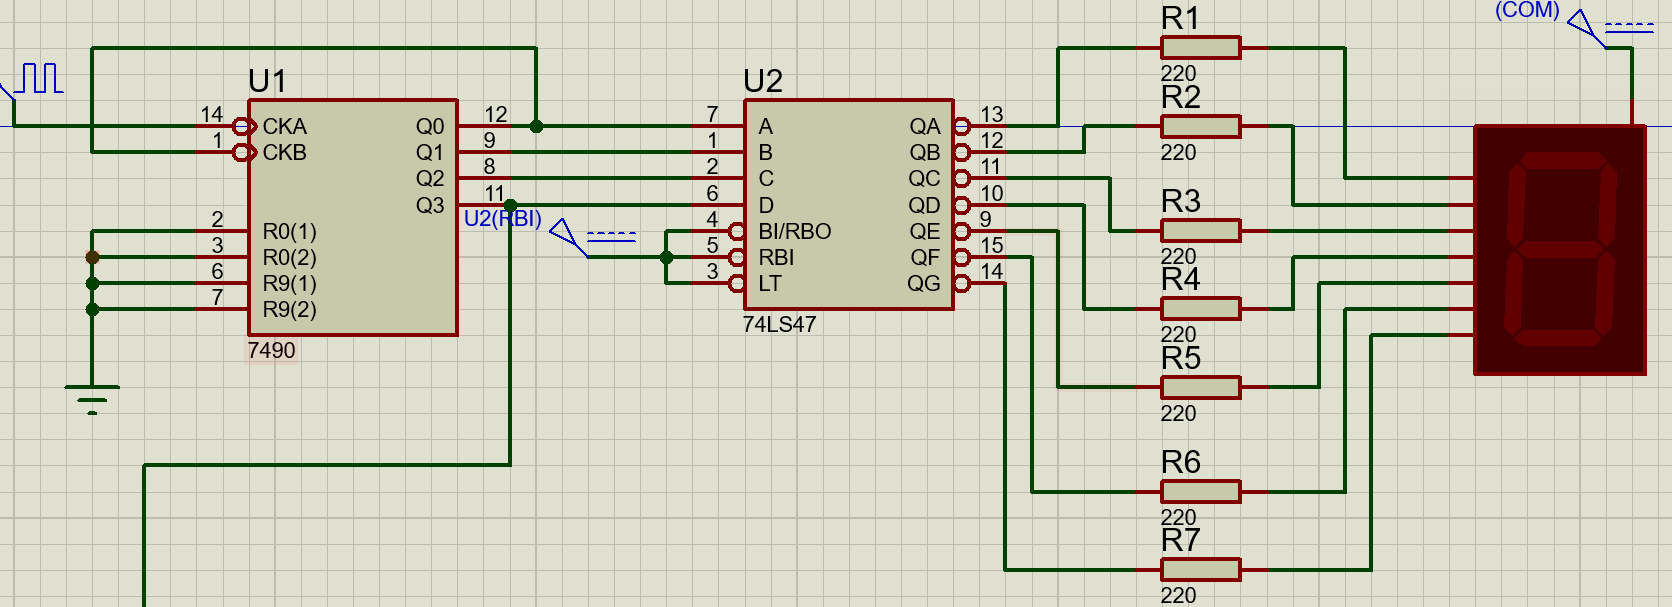 (COM)
R1
220
U1
U2
R2
220
14 CKA Q0 12
1 CKB Q1 9
Q2 8
Q3 11
2 R0(1)
3 R0(2)
6 R9(1)
7 R9(2)
7490
U2(RBI)
7 A QA 13
1 B QB 12
2 C QC 11
6 D QD 10
4 BI/RBO QE 9
5 RBI QF 15
3 LT QG 14
74LS47
R3
220
R4
220
R5
220
R6
220
R7
220